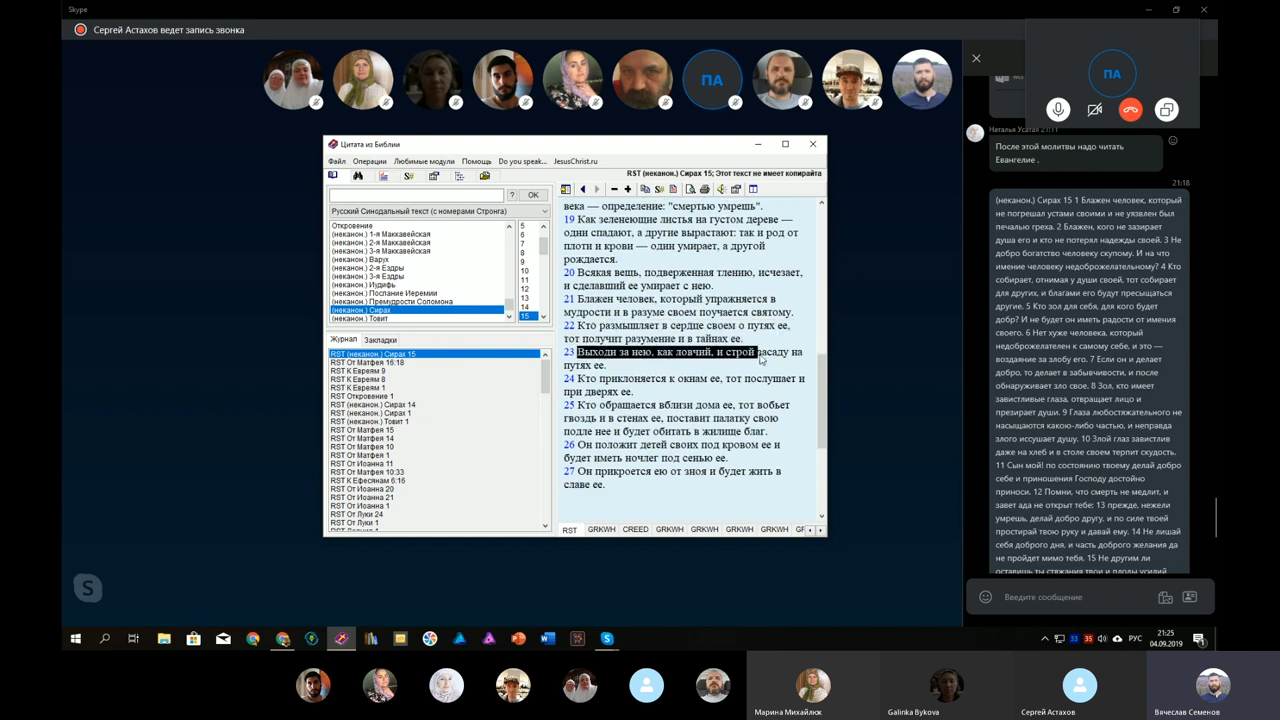 Skype
Сергей Астахов ведет запись звонка
ПА
ПА
Цитата из Библии
Файл Операции Любимые модули Помощь Do you speak... JesusChrist.ru
RST (неканон.) Сирах 15; Этот текст не имеет копирайта
? OK
Русский Синодальный текст (с номерами Стронга)
Откровение
(неканон.) 1-я Маккавейская
(неканон.) 2-я Маккавейская
(неканон.) 3-я Маккавейская
(неканон.) Варух
(неканон.) 2-я Ездры
(неканон.) 3-я Ездры
(неканон.) Иудифь
(неканон.) Послание Иеремии
(неканон.) Премудрости Соломона
(неканон.) Сирах
(неканон.) Товит
5
6
7
8
9
10
11
12
13
14
15
Журнал Закладки
RST (неканон.) Сирах 15
RST От Матфея 16:18
RST К Евреям 9
RST К Евреям 1
RST Откровение 1
RST (неканон.) Сирах 14
RST (неканон.) Сирах 1
RST (неканон.) Товит 1
RST От Матфея 15
RST От Матфея 14
RST От Матфея 10
RST От Матфея 1
RST От Иоанна 11
RST От Матфея 10:33
RST К Ефесянам 6:16
RST От Иоанна 20
RST От Иоанна 21
RST От Иоанна 1
RST От Луки 24
RST От Луки 1
века — определение: "смертью умрешь".
19 Как зеленеющие листья на густом дереве —
одни спадают, а другие вырастают: так и род от
плоти и крови — один умирает, а другой
рождается.
20 Всякая вещь, подверженная тлению, исчезает,
и сделавший ее умирает с нею.
21 Блажен человек, который упражняется в
мудрости и в разуме своем поучается святому.
22 Кто размышляет в сердце своем о путях ее,
тот получит разумение и в тайнах ее.
23 Выходи за нею, как ловчий, и строй засаду на
путях ее.
24 Кто приклоняется к окнам ее, тот послушает и
при дверях ее.
25 Кто обращается вблизи дома ее, тот вобьет
гвоздь и в стенах ее, поставит палатку свою
подле нее и будет обитать в жилище благ.
26 Он положит детей своих под кровом ее и
будет иметь ночлег под сенью ее.
27 Он прикроется ею от зноя и будет жить в
славе ее.
RST GRKWH CREED GRKWH GRKWH GRKWH
Наталья Усатая 21:11
После этой молитвы надо читать
Евангелие .
21:18
(неканон.) Сирах 15 1 Блажен человек, который
не погрешал устами своими и не уязвлен был
печалью греха. 2 Блажен, кого не зазирает
душа его и кто не потерял надежды своей. 3 Не
добро богатство человеку скупому. И на что
имение человеку недоброжелательному? 4 Кто
собирает, отнимая у души своей, тот собирает
для других, и благами его будут пресыщаться
другие. 5 Кто зол для себя, для кого будет
добр? И не будет он иметь радости от имения
своего. 6 Нет хуже человека, который
недоброжелателен к самому себе, и это —
воздаяние за злобу его. 7 Если он и делает
добро, то делает в забывчивости, и после
обнаруживает зло свое. 8 Зол, кто имеет
завистливые глаза, отвращает лицо и
презирает души. 9 Глаза любостяжательного не
насыщаются какою-либо частью, и неправда
злого иссушает душу. 10 Злой глаз завистлив
даже на хлеб и в столе своем терпит скудость.
11 Сын мой! по состоянию твоему делай добро
себе и приношения Господу достойно
приноси. 12 Помни, что смерть не медлит, и
завет ада не открыт тебе: 13 прежде, нежели
умрешь, делай добро другу, и по силе твоей
простирай твою руку и давай ему. 14 Не лишай
себя доброго дня, и часть доброго желания да
не пройдет мимо тебя. 15 Не другим ли
оставишь ты стяжания твои и плоды усилий
Введите сообщение
33 35 РУС
21:25
04.09.2019
Марина Михайлюк
Galinka Bykova
Сергей Астахов
Вячеслав Семенов